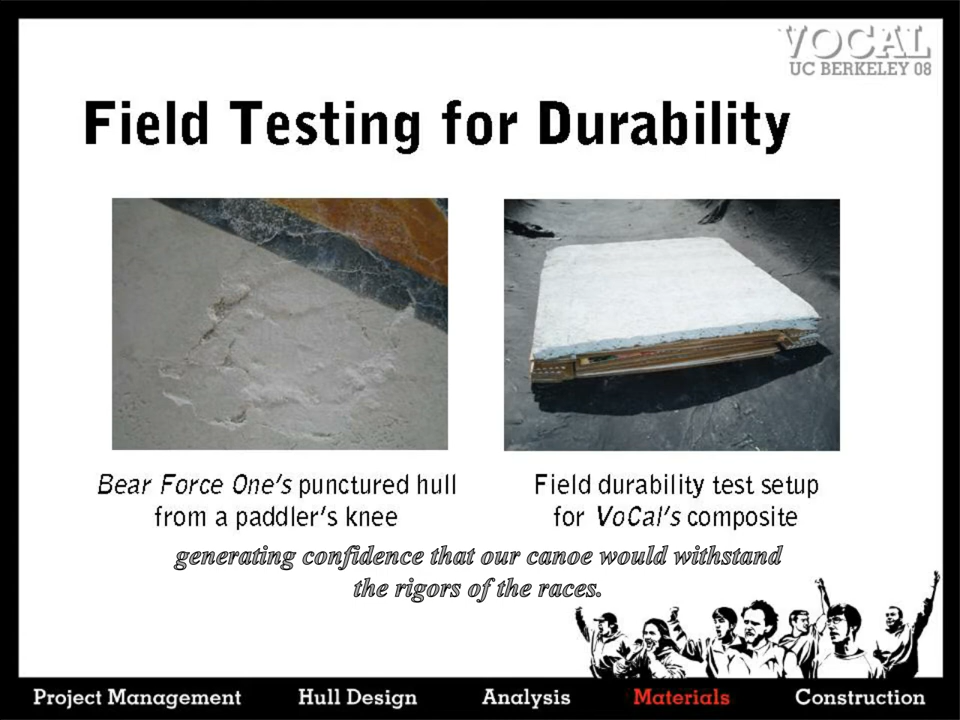 VOCAL
UC BERKELEY 08
Field Testing for Durability
Bear Force One's punctured hull
from a paddler's knee
Field durability test setup
for VoCal's composite
generating confidence that our canoe would withstand
the rigors of the races.
Project Management Hull Design Analysis Materials Construction